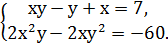 xy – y + x = 7,
2x²y – 2xy² = –60.